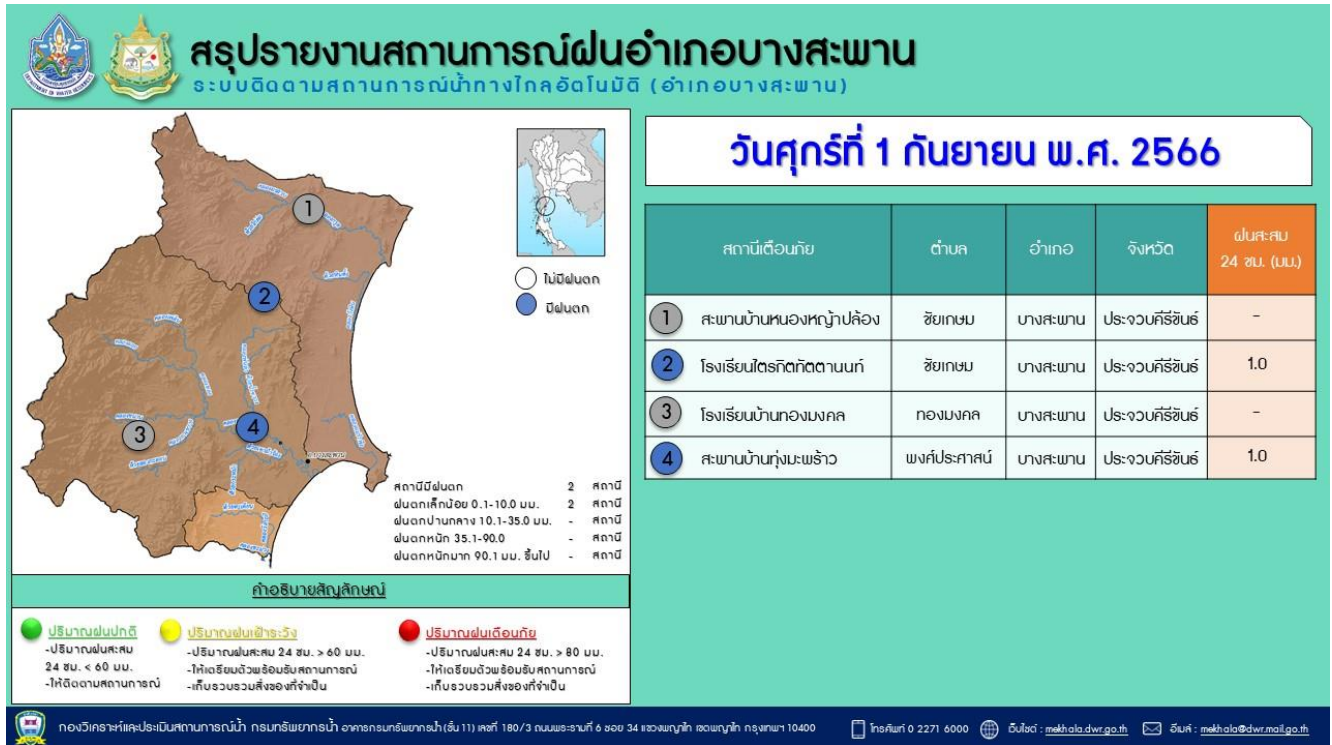 สรุปรายงานสถานการณ์ฝนอำเภอบางสะพาน
ระบบติดตามสถานการณ์น้ำทางไกลอัตโนมัติ (อำเภอบางสะพาน)
วันศุกร์ที่ 1 กันยายน พ.ศ. 2566
1
2
3
4
ไม่มีฝนตก
มีฝนตก
สถานีมีฝนตก 2 สถานี
ฝนตกเล็กน้อย 0.1-10.0 มม. 2 สถานี
ฝนตกปานกลาง 10.1-35.0 มม. - สถานี
ฝนตกหนัก 35.1-90.0 - สถานี
ฝนตกหนักมาก 90.1 มม. ขึ้นไป - สถานี
สถานีเตือนภัย ตำบล อำเภอ จังหวัด ฝนสะสม
24 ชม. (มม.)
1 สะพานบ้านหนองหญ้าปล้อง ชัยเกษม บางสะพาน ประจวบคีรีขันธ์ -
2 โรงเรียนไตรกิตทัตตานนท์ ชัยเกษม บางสะพาน ประจวบคีรีขันธ์ 1.0
3 โรงเรียนบ้านทองมงคล ทองมงคล บางสะพาน ประจวบคีรีขันธ์ -
4 สะพานบ้านทุ่งมะพร้าว พงศ์ประศาสน์ บางสะพาน ประจวบคีรีขันธ์ 1.0
คำอธิบายสัญลักษณ์
ปริมาณฝนปกติ
-ปริมาณฝนสะสม
24 ชม. < 60 มม.
-ให้ติดตามสถานการณ์
ปริมาณฝนเฝ้าระวัง
-ปริมาณฝนสะสม 24 ชม. > 60 มม.
-ให้เตรียมตัวพร้อมรับสถานการณ์
-เก็บรวบรวมสิ่งของที่จำเป็น
ปริมาณฝนเตือนภัย
-ปริมาณฝนสะสม 24 ชม. > 80 มม.
-ให้เตรียมตัวพร้อมรับสถานการณ์
-เก็บรวบรวมสิ่งของที่จำเป็น
กองวิเคราะห์และประเมินสถานการณ์น้ำ กรมทรัพยากรน้ำ อาคารกรมทรัพยากรน้ำ (ชั้น 11) เลขที่ 180/3 ถนนพระรามที่ 6 ซอย 34 แขวงพญาไท เขตพญาไท กรุงเทพฯ 10400 โทรศัพท์ 0 2271 6000 เว็บไซต์ : mekhala.dwr.go.th อีเมล์ : mekhala@dwr.mail.go.th